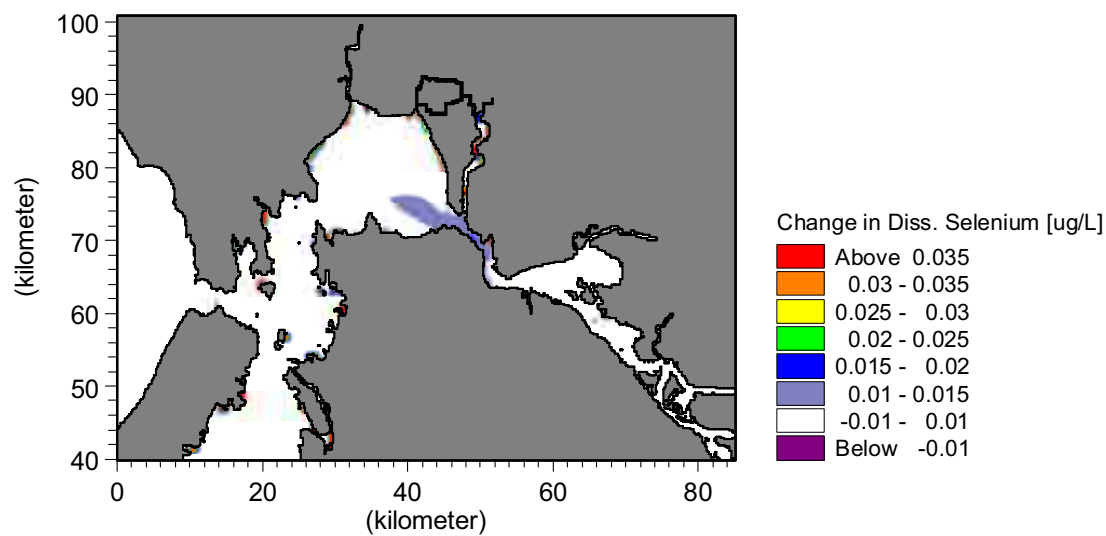 100
90
80
70
60
50
40
(kilometer)
0 20 40 60 80
(kilometer)
Change in Diss. Selenium [ug/L]
Above 0.035
0.03 - 0.035
0.025 - 0.03
0.02 - 0.025
0.015 - 0.02
0.01 - 0.015
-0.01 - 0.01
Below -0.01